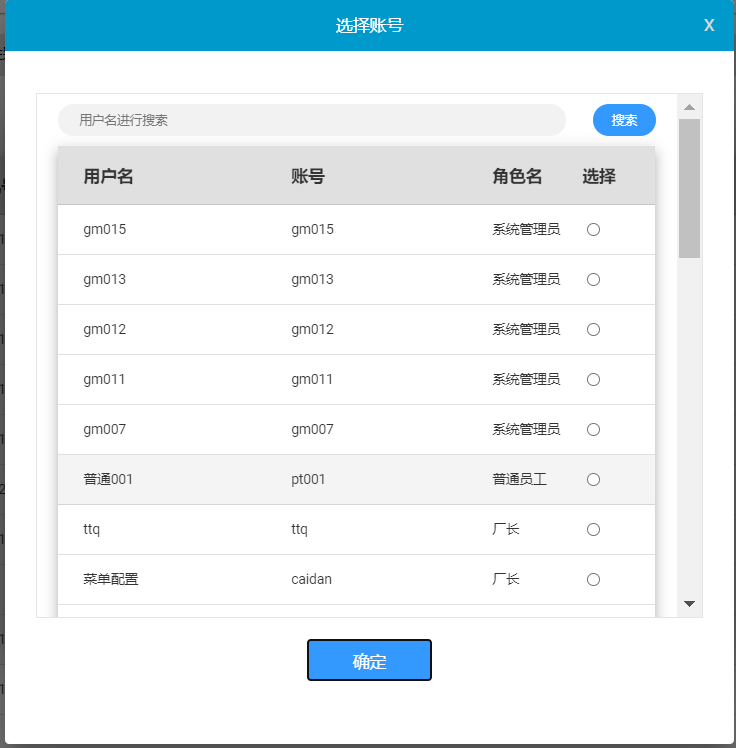 选择账号 X
用户名进行搜索 搜索
用户名 账号 角色名 选择
gm015 gm015 系统管理员
gm013 gm013 系统管理员
gm012 gm012 系统管理员
gm011 gm011 系统管理员
gm007 gm007 系统管理员
普通001 pt001 普通员工
ttq ttq 厂长
菜单配置 caidan 厂长
确定